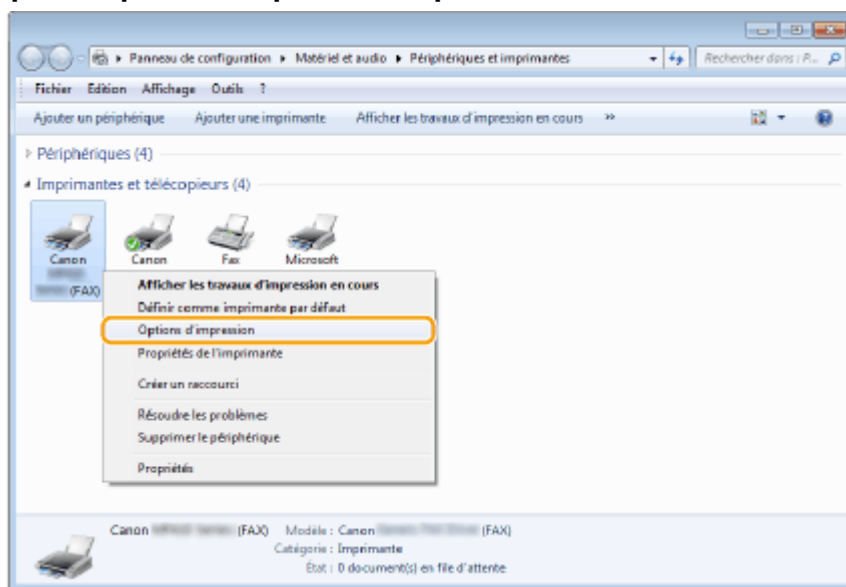 Panneau de configuration ▸ Matériel et audio ▸ Périphériques et imprimantes
Rechercher dans : P...
Fichier Edition Affichage Outils ?
Ajouter un périphérique Ajouter une imprimante Afficher les travaux d'impression en cours »
Périphériques (4)
Imprimantes et télécopieurs (4)
Canon (FAX)
Canon
Fax
Microsoft
Afficher les travaux d'impression en cours
Définir comme imprimante par défaut
Options d'impression
Propriétés de l'imprimante
Créer un raccourci
Résoudre les problèmes
Supprimer le périphérique
Propriétés
Canon (FAX) Modèle : Canon (FAX)
Catégorie : Imprimante
État : 0 document(s) en file d'attente